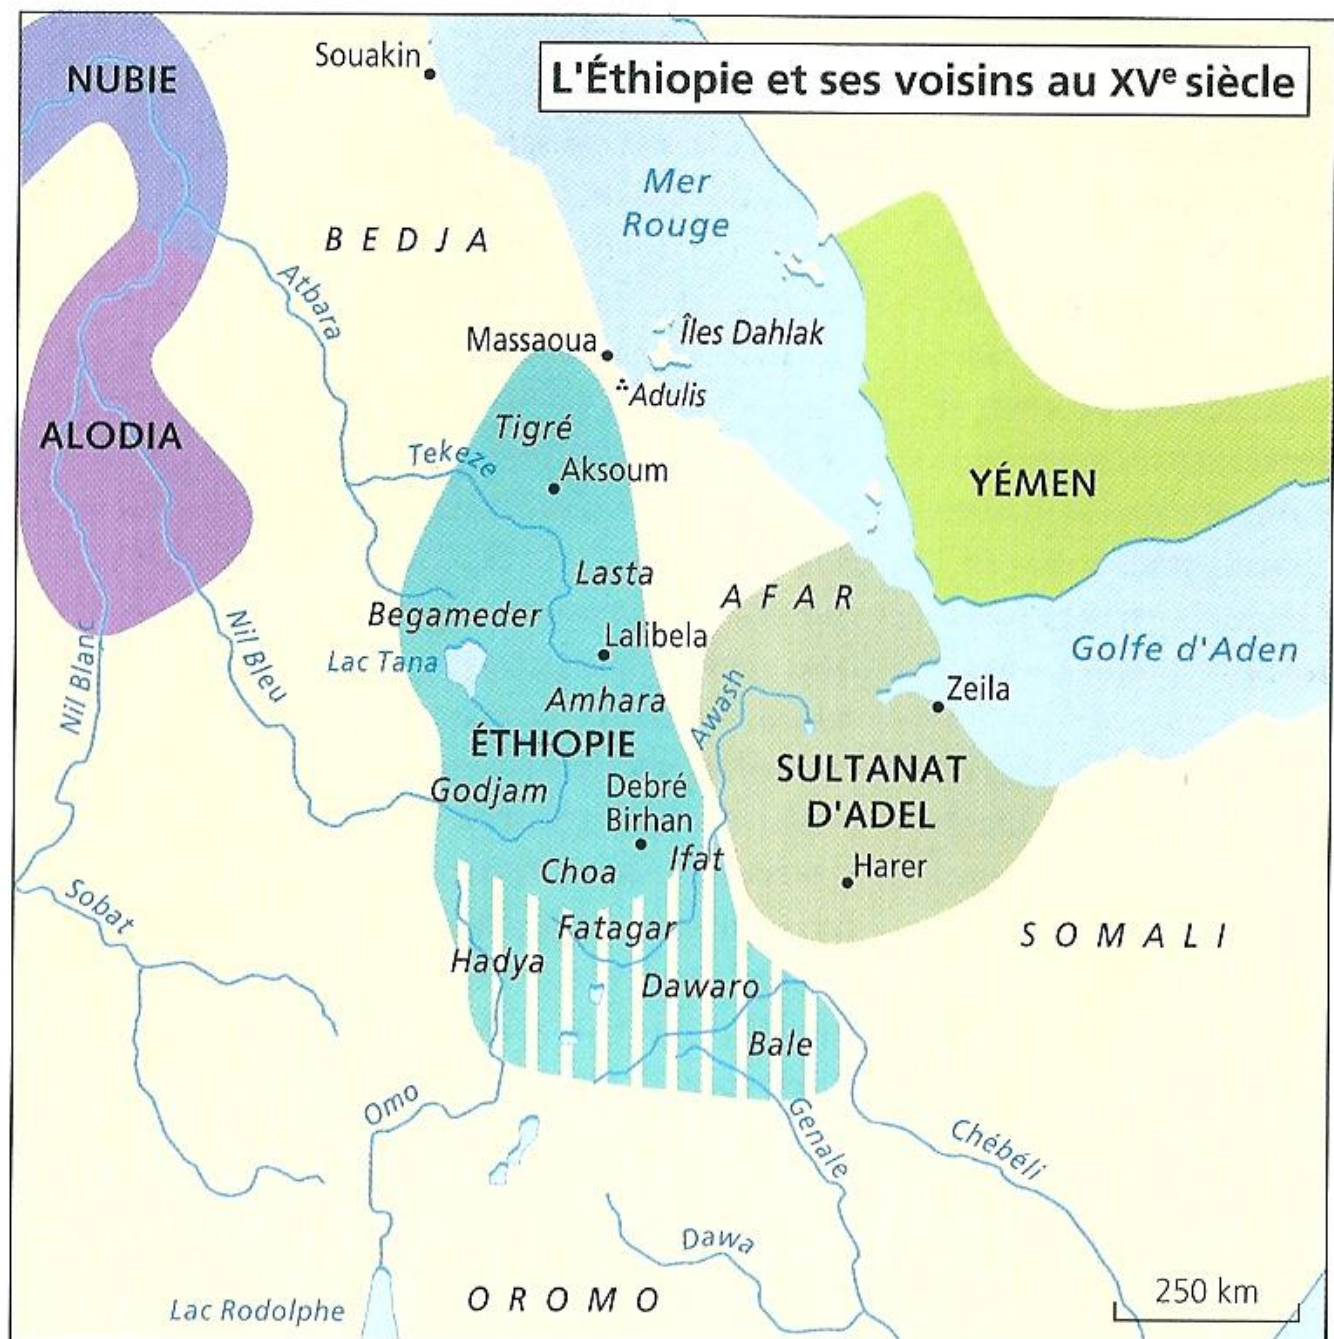 Souakin
L'Éthiopie et ses voisins au XVe siècle
NUBIE
Mer
Rouge
BEDJA
Atbara
Massaoua
Îles Dahlak
Adulis
Tigré
ALODIA
Tekeze
Aksoum
YÉMEN
Lasta
AFAR
Begameder
Lalibela
Nil Blanc
Nil Bleu
Lac Tana
Golfe d'Aden
Amhara
Awash
Zeila
ÉTHIOPIE
SULTANAT
D'ADEL
Godjam
Debré
Birhan
Ifat
Choa
Harer
Sobat
Fatagar
SOMALI
Hadya
Dawaro
Bale
Omo
Genale
Chébéli
Dawa
OROMO
Lac Rodolphe
250 km